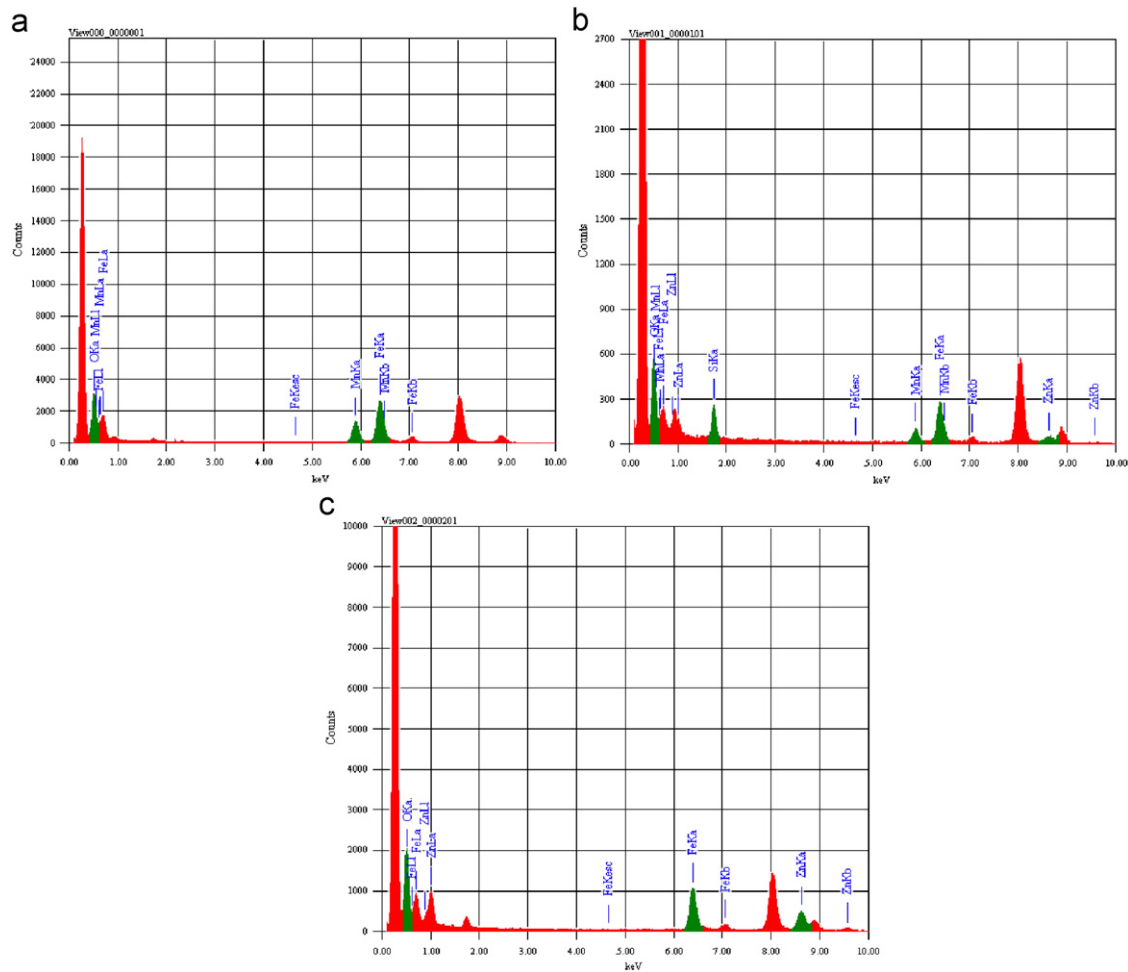 a
View000_0000001
24000
22000
20000
18000
16000
14000
12000
10000
8000
6000
4000
2000
0
Counts
OKa
FeLl
MnLl
MnLa
FeLa
FeKesc
MnKa
FeKa
MnKb
FeKb
0.00 1.00 2.00 3.00 4.00 5.00 6.00 7.00 8.00 9.00 10.00
keV
b
View001_0000101
2700
2400
2100
1800
1500
1200
900
600
300
0
Counts
OKa
MnLl
MnLa
FeLl
FeLa
ZnLl
ZnLa
SiKa
FeKesc
MnKa
FeKa
MnKb
FeKb
ZnKa
ZnKb
0.00 1.00 2.00 3.00 4.00 5.00 6.00 7.00 8.00 9.00 10.00
keV
c
View002_0000201
10000
9000
8000
7000
6000
5000
4000
3000
2000
1000
0
Counts
OKa
FeLl
FeLa
ZnLl
ZnLa
FeKesc
FeKa
FeKb
ZnKa
ZnKb
0.00 1.00 2.00 3.00 4.00 5.00 6.00 7.00 8.00 9.00 10.00
keV